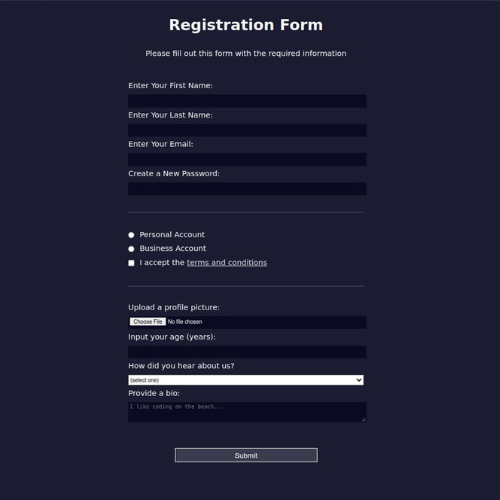 Registration Form
Please fill out this form with the required information
Enter Your First Name:
Enter Your Last Name:
Enter Your Email:
Create a New Password:
Personal Account
Business Account
I accept the terms and conditions
Upload a profile picture:
Choose File No file chosen
Input your age (years):
How did you hear about us?
(select one)
Provide a bio:
I like coding on the beach...
Submit